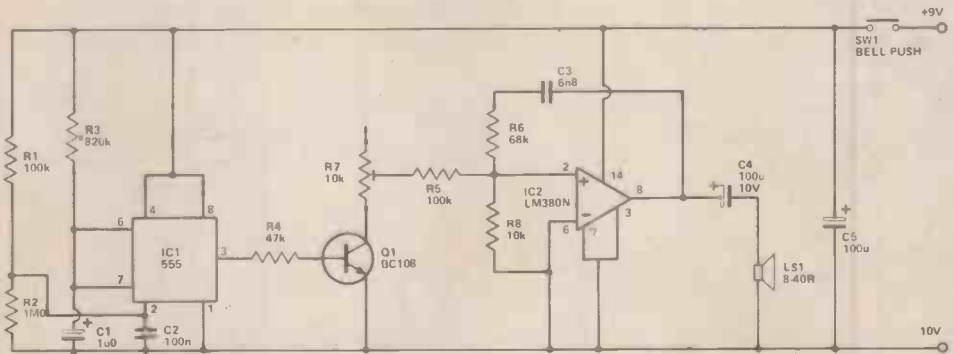 +9V
SW1
BELL PUSH
C3
6n8
R6
68k
R1
100k
R3
820k
R7
10k
R5
100k
2
14
IC2
LM380N
8
3
6
7
C4
100u
10V
+
R8
10k
4
8
6
IC1
555
3
R4
47k
Q1
BC108
7
2
1
R2
1M0
C1
1u0
+
C2
100n
LS1
8-40R
+
C5
100u
10V